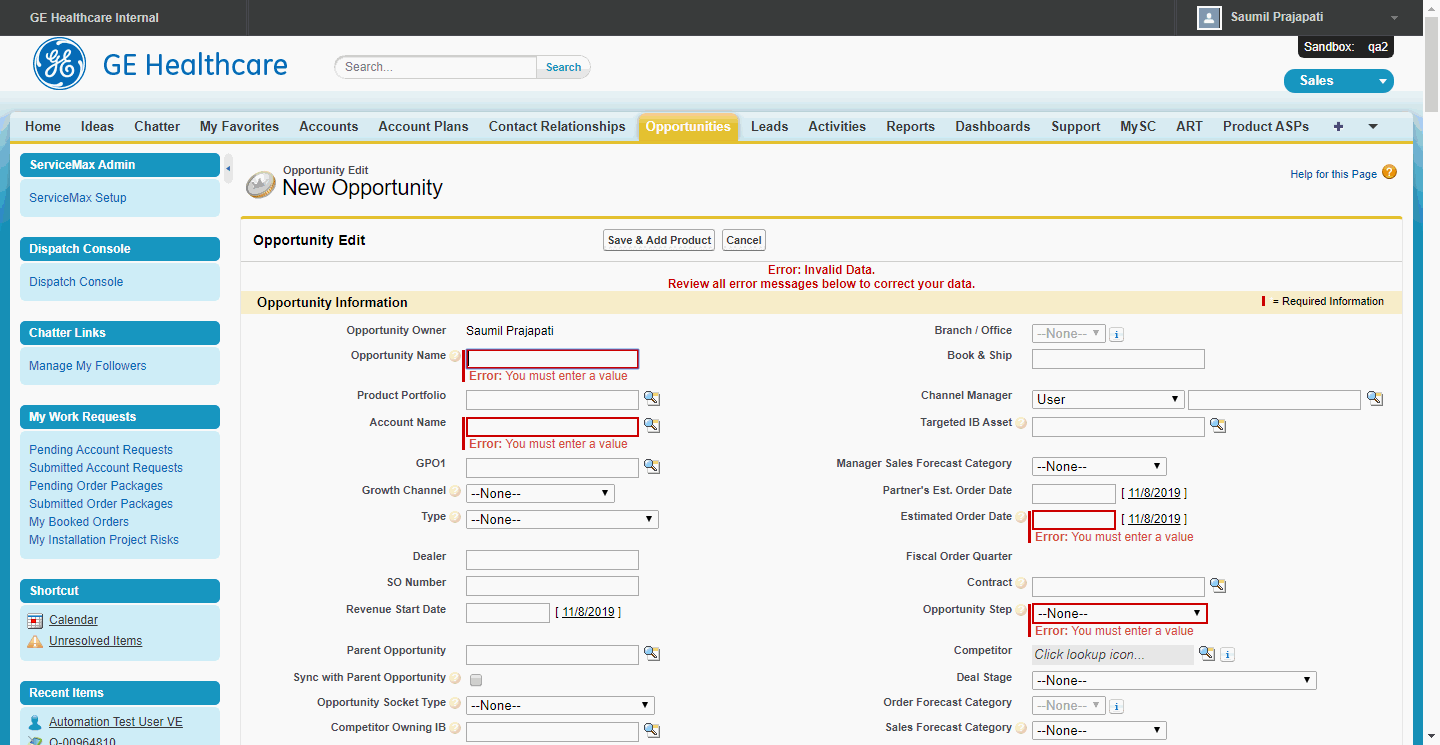 GE Healthcare Internal
Saumil Prajapati
Sandbox: qa2
GE Healthcare
Search...
Search
Sales
Home Ideas Chatter My Favorites Accounts Account Plans Contact Relationships Opportunities Leads Activities Reports Dashboards Support MySC ART Product ASPs +
ServiceMax Admin
ServiceMax Setup
Dispatch Console
Dispatch Console
Chatter Links
Manage My Followers
My Work Requests
Pending Account Requests
Submitted Account Requests
Pending Order Packages
Submitted Order Packages
My Booked Orders
My Installation Project Risks
Shortcut
Calendar
Unresolved Items
Recent Items
Automation Test User VE
Q-00964810
Opportunity Edit
New Opportunity
Help for this Page ?
Opportunity Edit
Save & Add Product Cancel
Error: Invalid Data.
Review all error messages below to correct your data.
Opportunity Information
= Required Information
Opportunity Owner Saumil Prajapati
Branch / Office --None-- i
Opportunity Name ?
Error: You must enter a value
Book & Ship
Product Portfolio
Channel Manager User
Account Name
Error: You must enter a value
Targeted IB Asset ?
GPO1
Manager Sales Forecast Category --None--
Growth Channel ? --None--
Partner's Est. Order Date [ 11/8/2019 ]
Type ? --None--
Estimated Order Date ? [ 11/8/2019 ]
Error: You must enter a value
Dealer
Fiscal Order Quarter
SO Number
Contract ?
Revenue Start Date [ 11/8/2019 ]
Opportunity Step ? --None--
Error: You must enter a value
Parent Opportunity
Competitor Click lookup icon... i
Sync with Parent Opportunity ?
Deal Stage --None--
Opportunity Socket Type ? --None--
Order Forecast Category --None-- i
Competitor Owning IB ?
Sales Forecast Category ? --None--